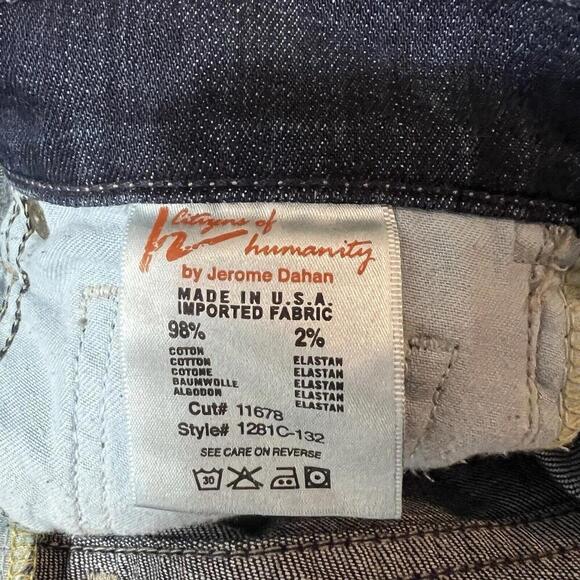 Citizens of
humanity
by Jerome Dahan
MADE IN U.S.A.
IMPORTED FABRIC
98% 2%
COTON ELASTAN
COTTON ELASTAN
COTONE ELASTAN
BAUMWOLLE ELASTAN
ALGODON ELASTAN
Cut# 11678
Style# 1281C-132
SEE CARE ON REVERSE
30